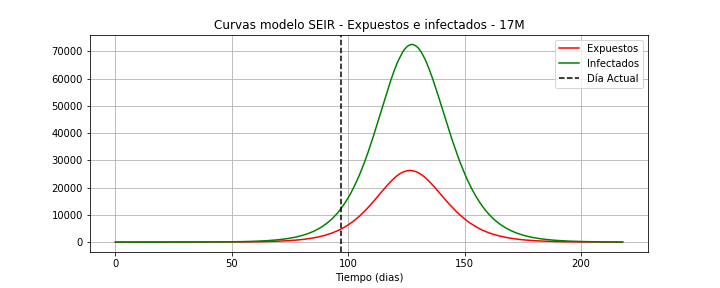 Curvas modelo SEIR - Expuestos e infectados - 17M
Expuestos
Infectados
Día Actual
70000
60000
50000
40000
30000
20000
10000
0
0 50 100 150 200
Tiempo (dias)